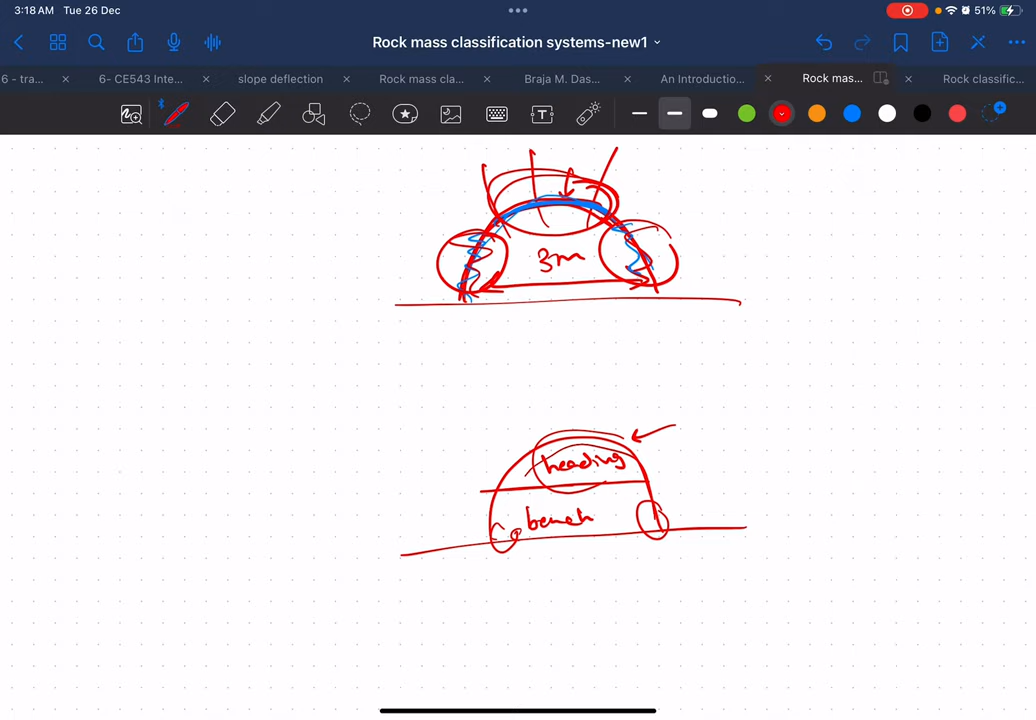 3:18 AM Tue 26 Dec
51%
Rock mass classification systems-new1
6 - tra...
6- CE543 Inte...
slope deflection
Rock mass cla...
Braja M. Das...
An Introductio...
Rock mas...
Rock classific...
3m
heading
bench